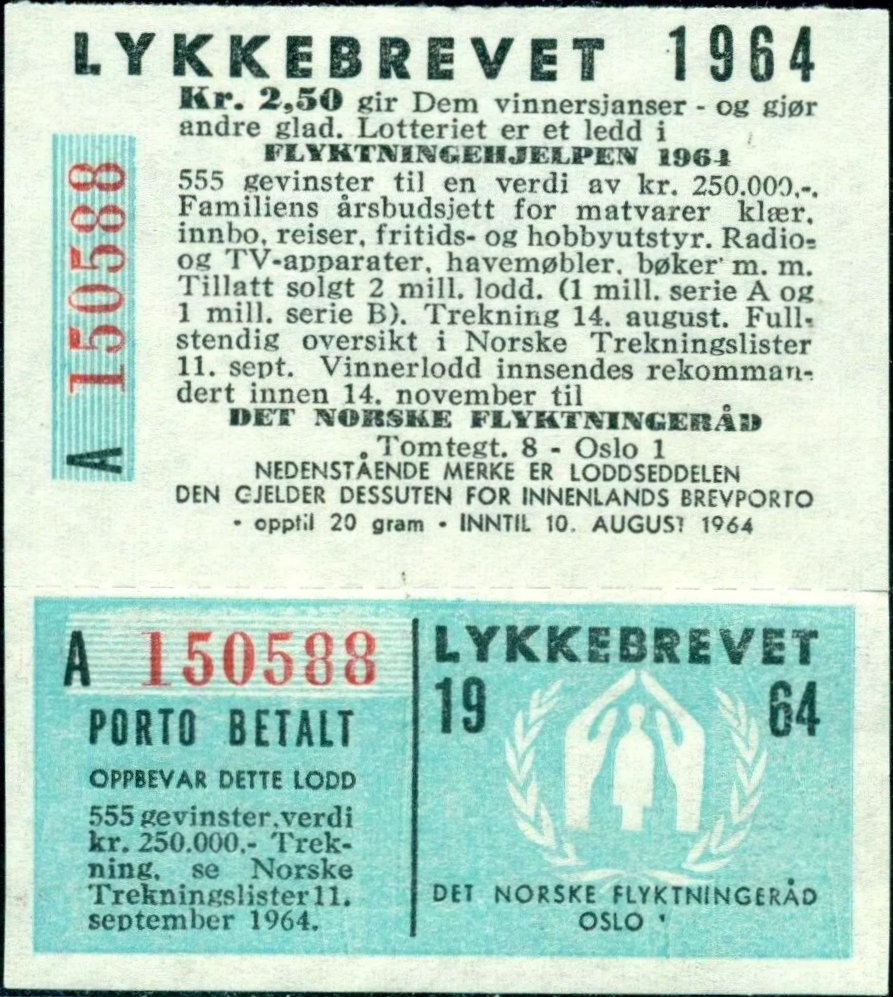 LYKKEBREVET 1964
Kr. 2,50 gir Dem vinnersjanser - og gjør
andre glad. Lotteriet er et ledd i
FLYKTNINGEHJELPEN 1964
555 gevinster til en verdi av kr. 250.000,-.
Familiens årsbudsjett for matvarer klær,
innbo, reiser, fritids- og hobbyutstyr. Radio-
og TV-apparater, havemøbler, bøker m. m.
Tillatt solgt 2 mill. lodd. (1 mill. serie A og
1 mill. serie B). Trekning 14. august. Full-
stendig oversikt i Norske Trekningslister
11. sept. Vinnerlodd innsendes rekomman-
dert innen 14. november til
DET NORSKE FLYKTNINGERÅD
Tomtegt. 8 - Oslo 1
NEDENSTÅENDE MERKE ER LODDSEDDELEN
DEN GJELDER DESSUTEN FOR INNENLANDS BREVPORTO
• opptil 20 gram • INNTIL 10. AUGUST 1964
A 150588
A 150588
PORTO BETALT
OPPBEVAR DETTE LODD
555 gevinster, verdi
kr. 250.000,- Trek-
ning, se Norske
Trekningslister 11.
september 1964.
LYKKEBREVET
19 64
DET NORSKE FLYKTNINGERÅD
OSLO